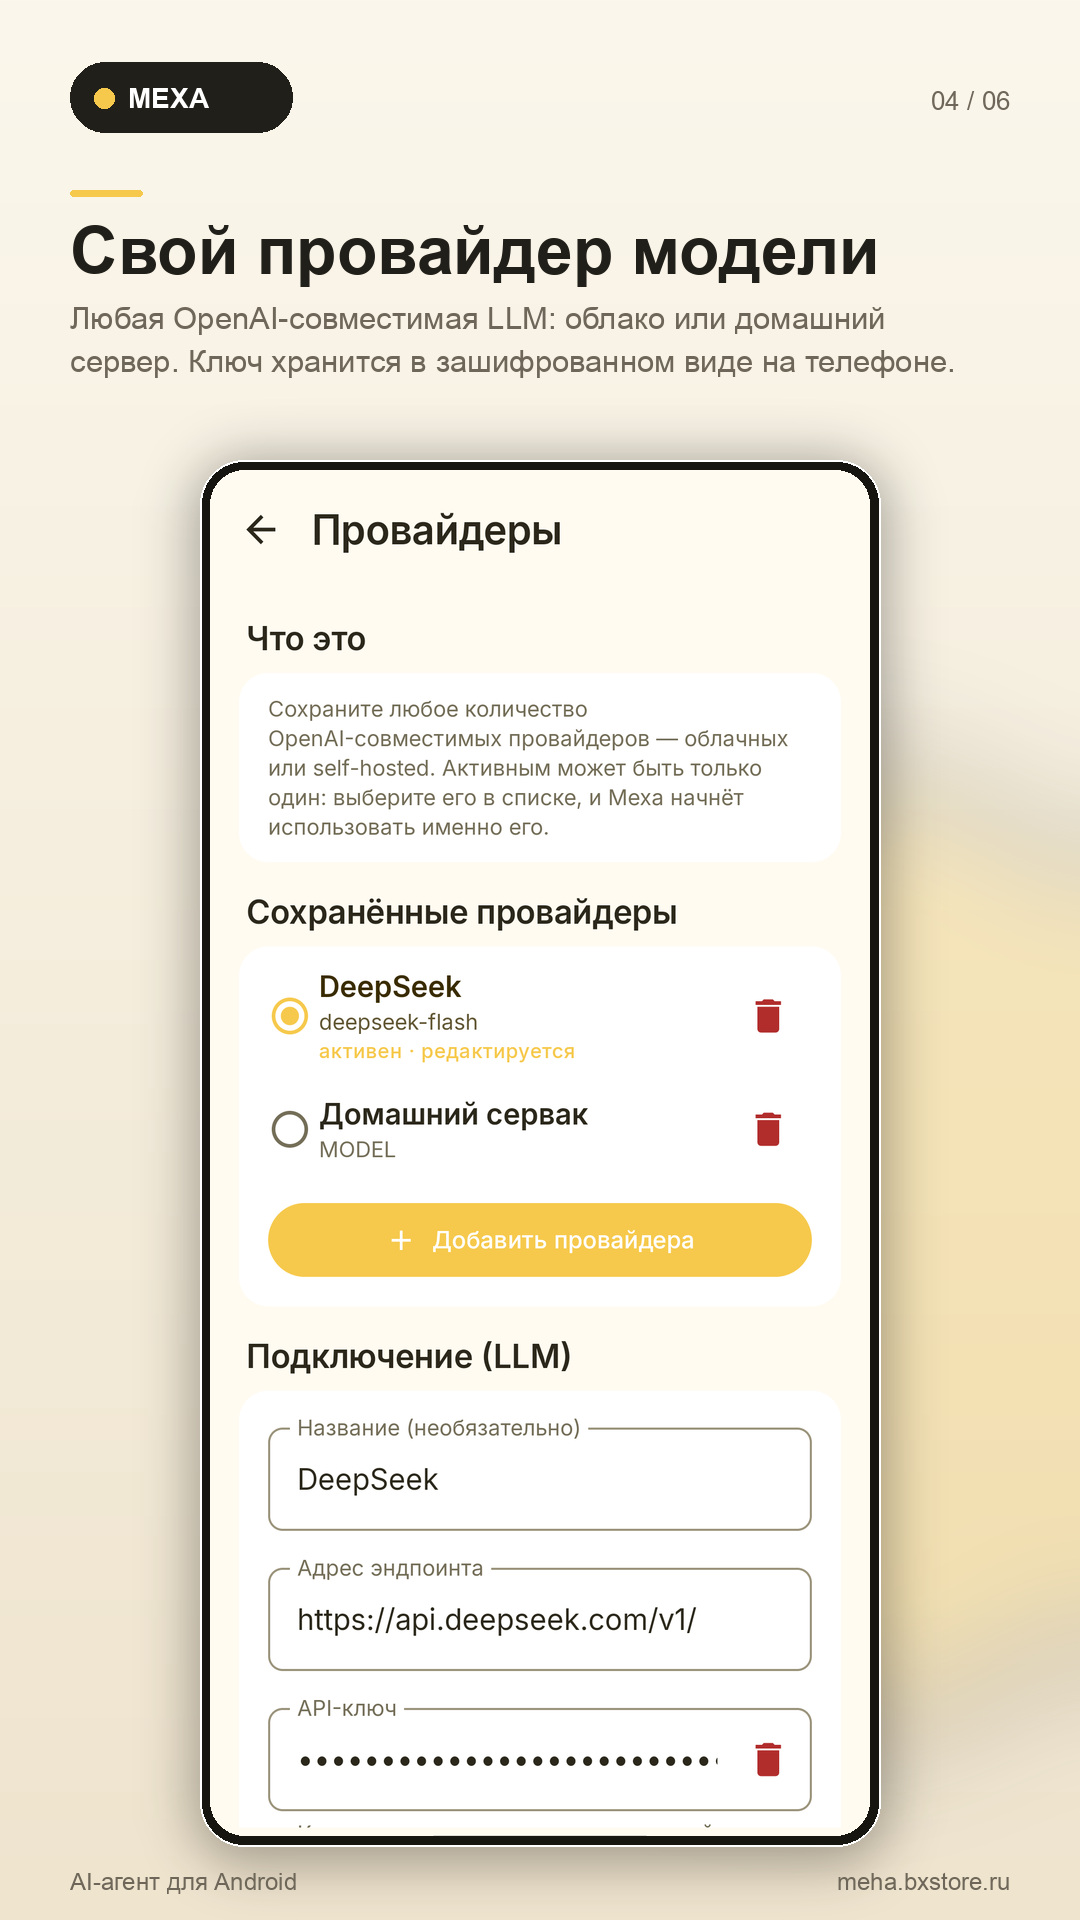 МЕХА
04 / 06
Свой провайдер модели
Любая OpenAI-совместимая LLM: облако или домашний
сервер. Ключ хранится в зашифрованном виде на телефоне.
Провайдеры
Что это
Сохраните любое количество
OpenAI-совместимых провайдеров — облачных
или self-hosted. Активным может быть только
один: выберите его в списке, и Меха начнёт
использовать именно его.
Сохранённые провайдеры
DeepSeek
deepseek-flash
активен · редактируется
Домашний сервак
MODEL
+ Добавить провайдера
Подключение (LLM)
Название (необязательно)
DeepSeek
Адрес эндпоинта
https://api.deepseek.com/v1/
API-ключ
AI-агент для Android
meha.bxstore.ru